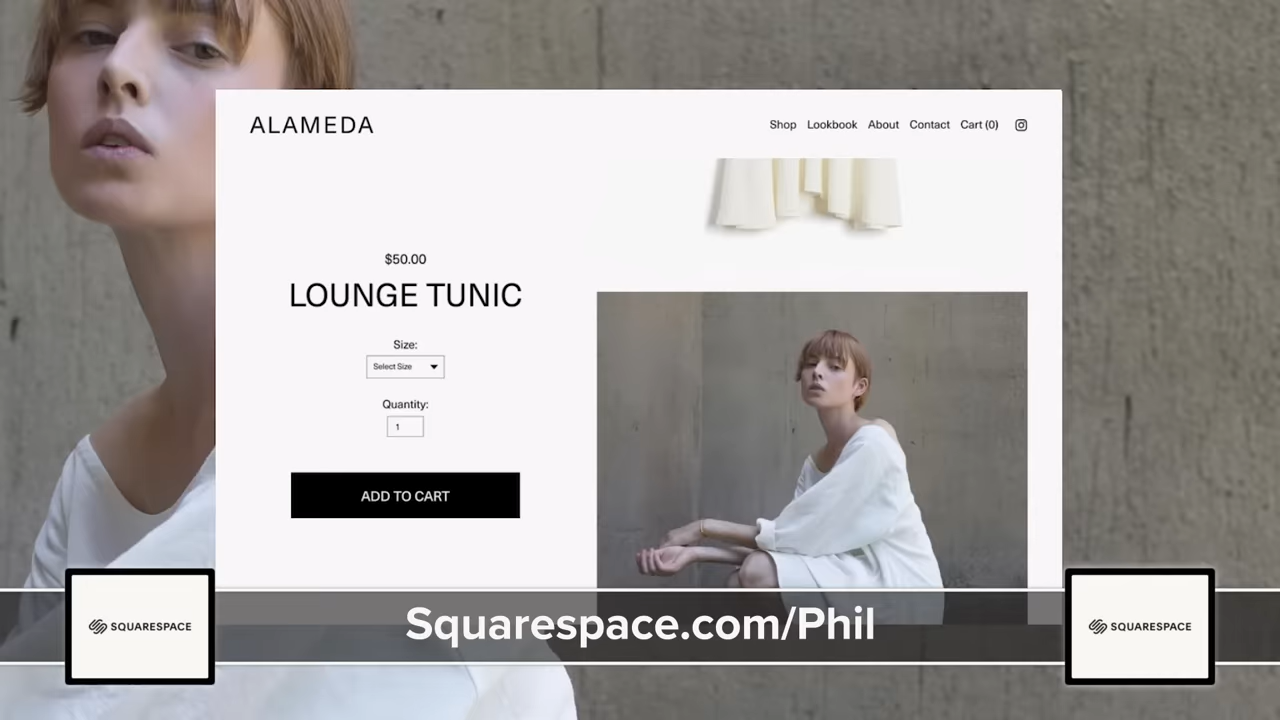 ALAMEDA
Shop Lookbook About Contact Cart (0)
$50.00
LOUNGE TUNIC
Size:
Select Size
Quantity:
1
ADD TO CART
SQUARESPACE
Squarespace.com/Phil
SQUARESPACE